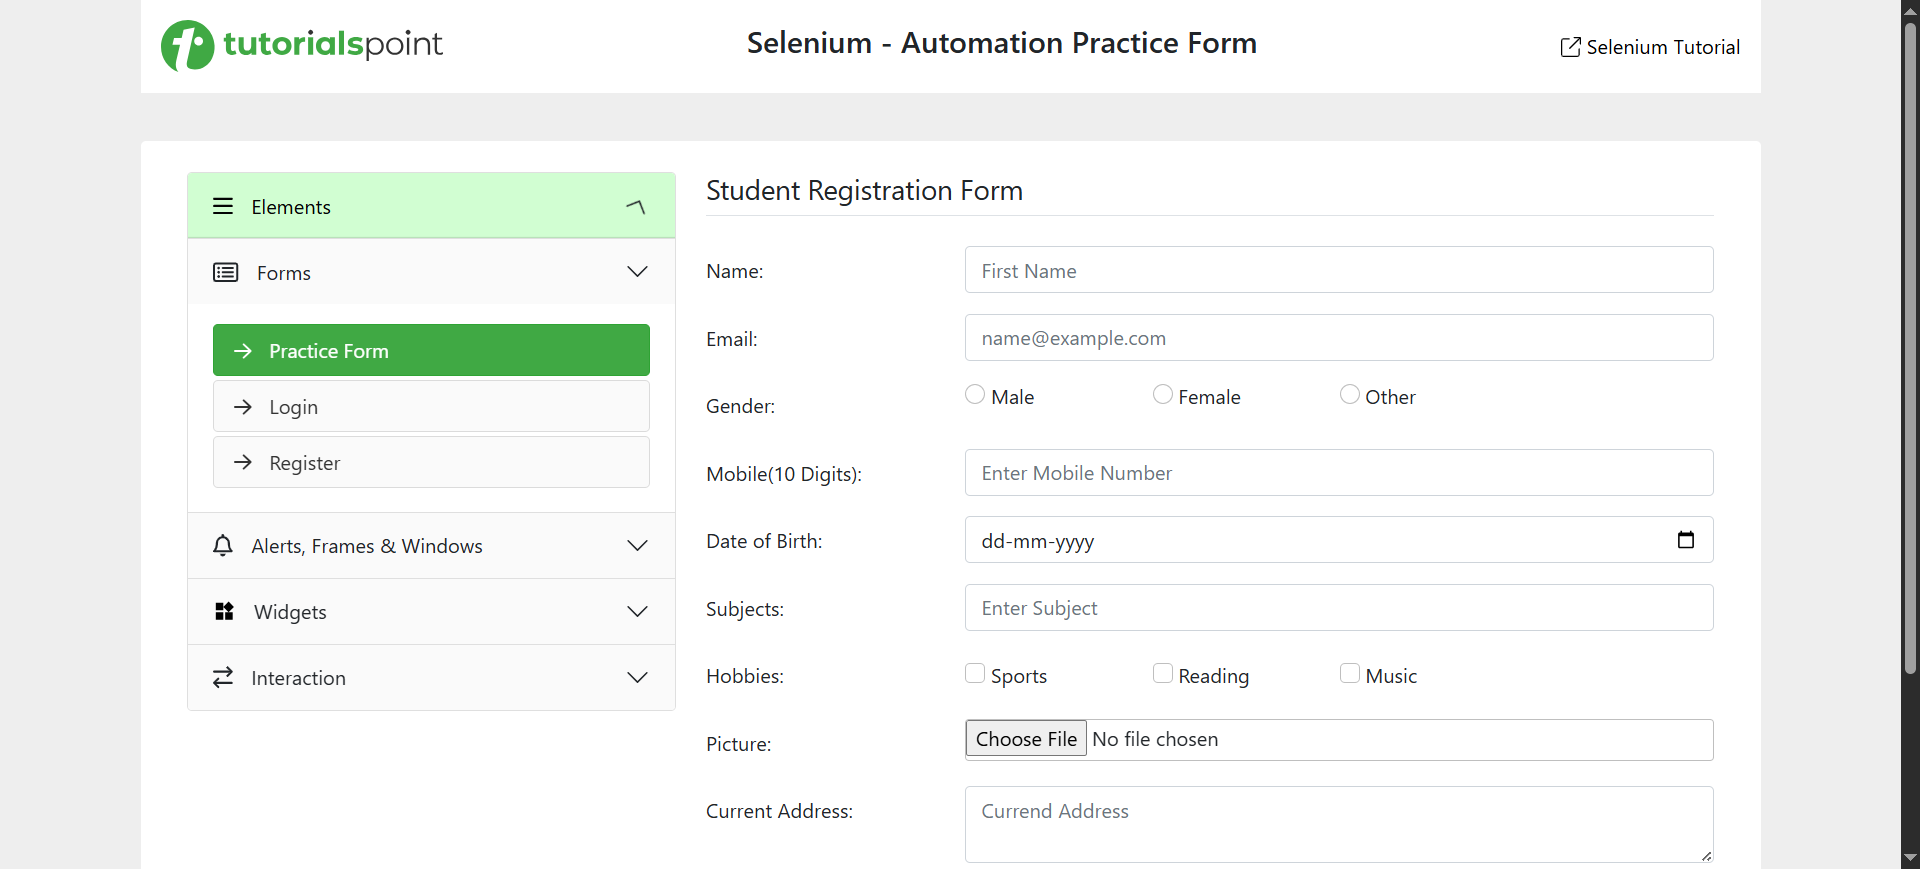 tutorialspoint
Selenium - Automation Practice Form
Selenium Tutorial
Elements
Forms
Practice Form
Login
Register
Alerts, Frames & Windows
Widgets
Interaction
Student Registration Form
Name:
First Name
Email:
name@example.com
Gender:
Male
Female
Other
Mobile(10 Digits):
Enter Mobile Number
Date of Birth:
dd-mm-yyyy
Subjects:
Enter Subject
Hobbies:
Sports
Reading
Music
Picture:
Choose File No file chosen
Current Address:
Currend Address